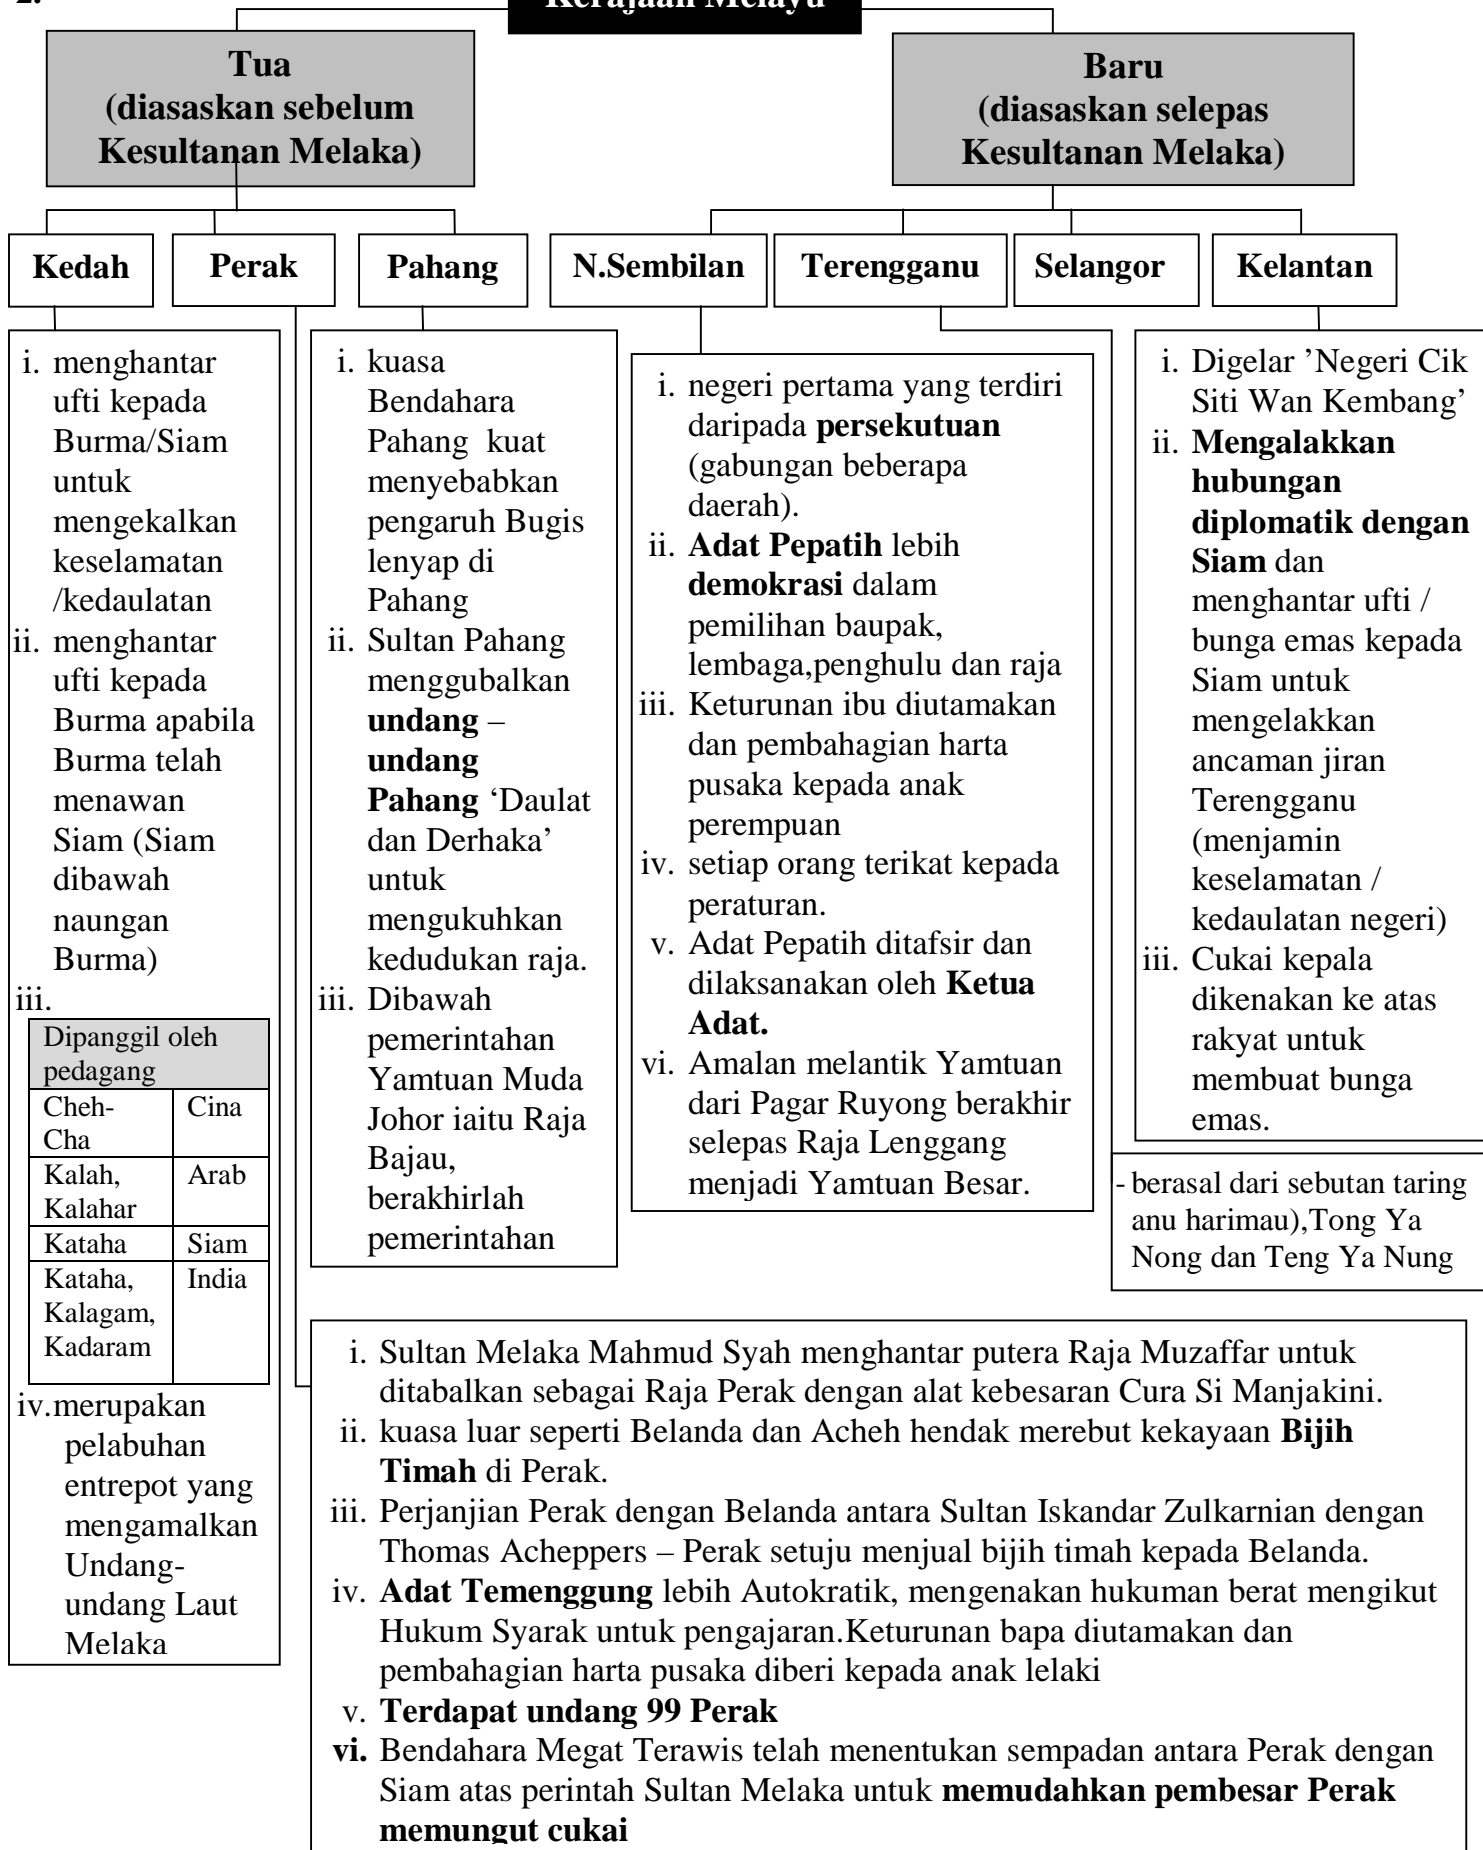 2.
Kerajaan Melayu
Tua
(diasaskan sebelum
Kesultanan Melaka)
Baru
(diasaskan selepas
Kesultanan Melaka)
Kedah
Perak
Pahang
N.Sembilan
Terengganu
Selangor
Kelantan
i. menghantar
ufti kepada
Burma/Siam
untuk
mengekalkan
keselamatan
/kedaulatan
ii. menghantar
ufti kepada
Burma apabila
Burma telah
menawan
Siam (Siam
dibawah
naungan
Burma)
iii.
Dipanggil oleh
pedagang
Cheh- Cina
Cha
Kalah, Arab
Kalahar
Kataha Siam
Kataha, India
Kalagam,
Kadaram
iv.merupakan
pelabuhan
entrepot yang
mengamalkan
Undang-
undang Laut
Melaka
i. kuasa
Bendahara
Pahang kuat
menyebabkan
pengaruh Bugis
lenyap di
Pahang
ii. Sultan Pahang
menggubalkan
undang –
undang
Pahang ‘Daulat
dan Derhaka’
untuk
mengukuhkan
kedudukan raja.
iii. Dibawah
pemerintahan
Yamtuan Muda
Johor iaitu Raja
Bajau,
berakhirlah
pemerintahan
i. negeri pertama yang terdiri
daripada persekutuan
(gabungan beberapa
daerah).
ii. Adat Pepatih lebih
demokrasi dalam
pemilihan baupak,
lembaga,penghulu dan raja
iii. Keturunan ibu diutamakan
dan pembahagian harta
pusaka kepada anak
perempuan
iv. setiap orang terikat kepada
peraturan.
v. Adat Pepatih ditafsir dan
dilaksanakan oleh Ketua
Adat.
vi. Amalan melantik Yamtuan
dari Pagar Ruyong berakhir
selepas Raja Lenggang
menjadi Yamtuan Besar.
i. Digelar ’Negeri Cik
Siti Wan Kembang’
ii. Mengalakkan
hubungan
diplomatik dengan
Siam dan
menghantar ufti /
bunga emas kepada
Siam untuk
mengelakkan
ancaman jiran
Terengganu
(menjamin
keselamatan /
kedaulatan negeri)
iii. Cukai kepala
dikenakan ke atas
rakyat untuk
membuat bunga
emas.
- berasal dari sebutan taring
anu harimau),Tong Ya
Nong dan Teng Ya Nung
i. Sultan Melaka Mahmud Syah menghantar putera Raja Muzaffar untuk
ditabalkan sebagai Raja Perak dengan alat kebesaran Cura Si Manjakini.
ii. kuasa luar seperti Belanda dan Acheh hendak merebut kekayaan Bijih
Timah di Perak.
iii. Perjanjian Perak dengan Belanda antara Sultan Iskandar Zulkarnian dengan
Thomas Acheppers – Perak setuju menjual bijih timah kepada Belanda.
iv. Adat Temenggung lebih Autokratik, mengenakan hukuman berat mengikut
Hukum Syarak untuk pengajaran.Keturunan bapa diutamakan dan
pembahagian harta pusaka diberi kepada anak lelaki
v. Terdapat undang 99 Perak
vi. Bendahara Megat Terawis telah menentukan sempadan antara Perak dengan
Siam atas perintah Sultan Melaka untuk memudahkan pembesar Perak
memungut cukai